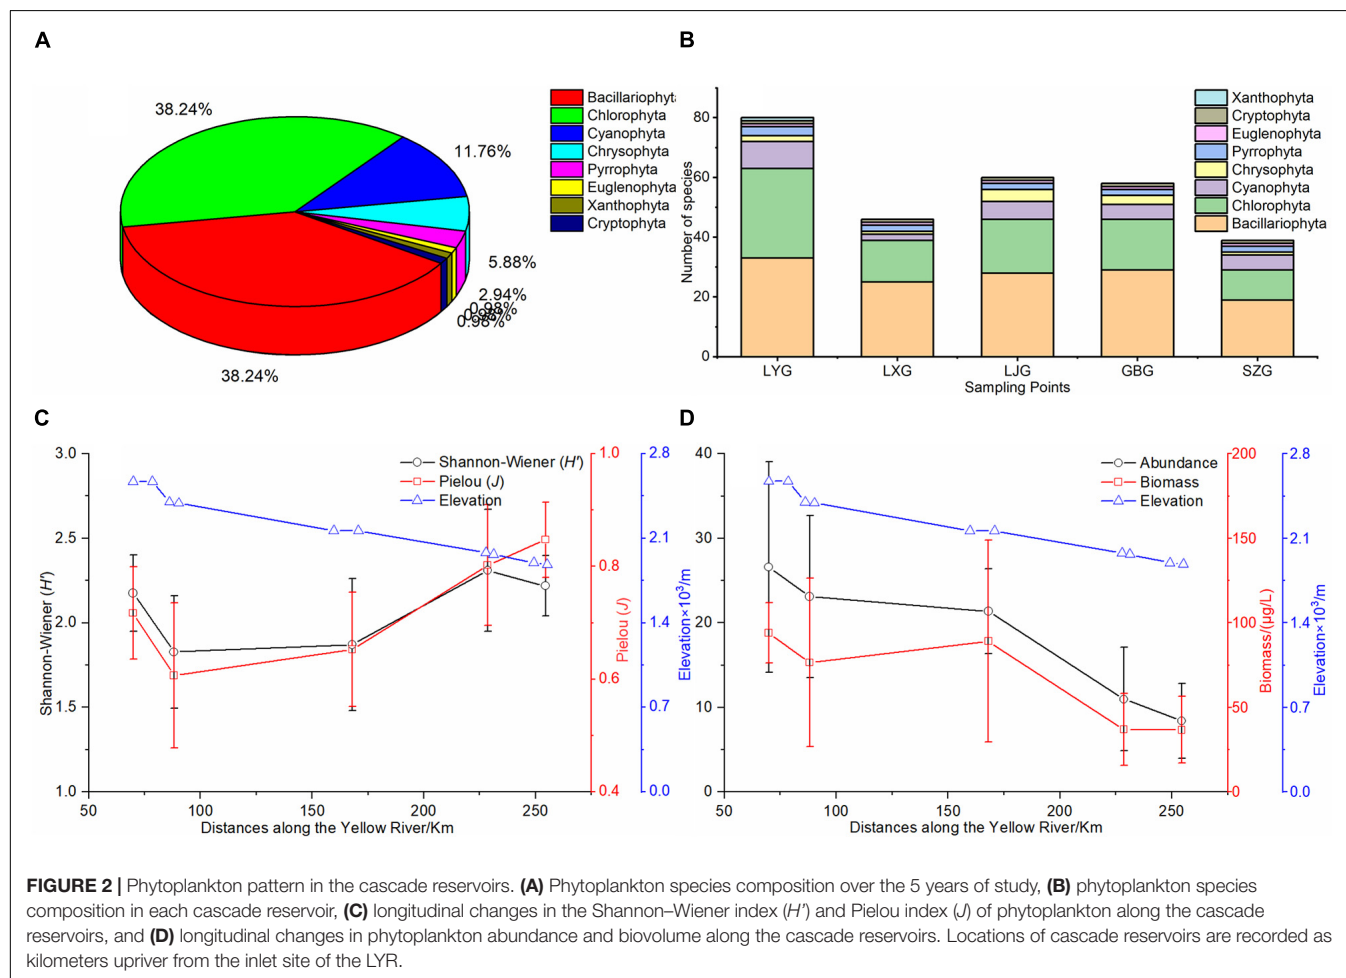 A
38.24%
11.76%
5.88%
2.94%
0.98%
0.98%
0.98%
38.24%
Bacillariophyta
Chlorophyta
Cyanophyta
Chrysophyta
Pyrrophyta
Euglenophyta
Xanthophyta
Cryptophyta
B
Number of species
80
60
40
20
0
LYG LXG LJG GBG SZG
Sampling Points
Xanthophyta
Cryptophyta
Euglenophyta
Pyrrophyta
Chrysophyta
Cyanophyta
Chlorophyta
Bacillariophyta
C
Shannon-Wiener (H')
3.0
2.5
2.0
1.5
1.0
50 100 150 200 250
Distances along the Yellow River/Km
Shannon-Wiener (H')
Pielou (J)
Elevation
1.0
0.8
0.6
0.4
Pielou (J)
2.8
2.1
1.4
0.7
0.0
Elevation×10³/m
D
40
30
20
10
0
50 100 150 200 250
Distances along the Yellow River/Km
Abundance
Biomass
Elevation
200
150
100
50
0
Biomass/(μg/L)
2.8
2.1
1.4
0.7
0.0
Elevation×10³/m
FIGURE 2 | Phytoplankton pattern in the cascade reservoirs. (A) Phytoplankton species composition over the 5 years of study, (B) phytoplankton species
composition in each cascade reservoir, (C) longitudinal changes in the Shannon–Wiener index (H') and Pielou index (J) of phytoplankton along the cascade
reservoirs, and (D) longitudinal changes in phytoplankton abundance and biovolume along the cascade reservoirs. Locations of cascade reservoirs are recorded as
kilometers upriver from the inlet site of the LYR.